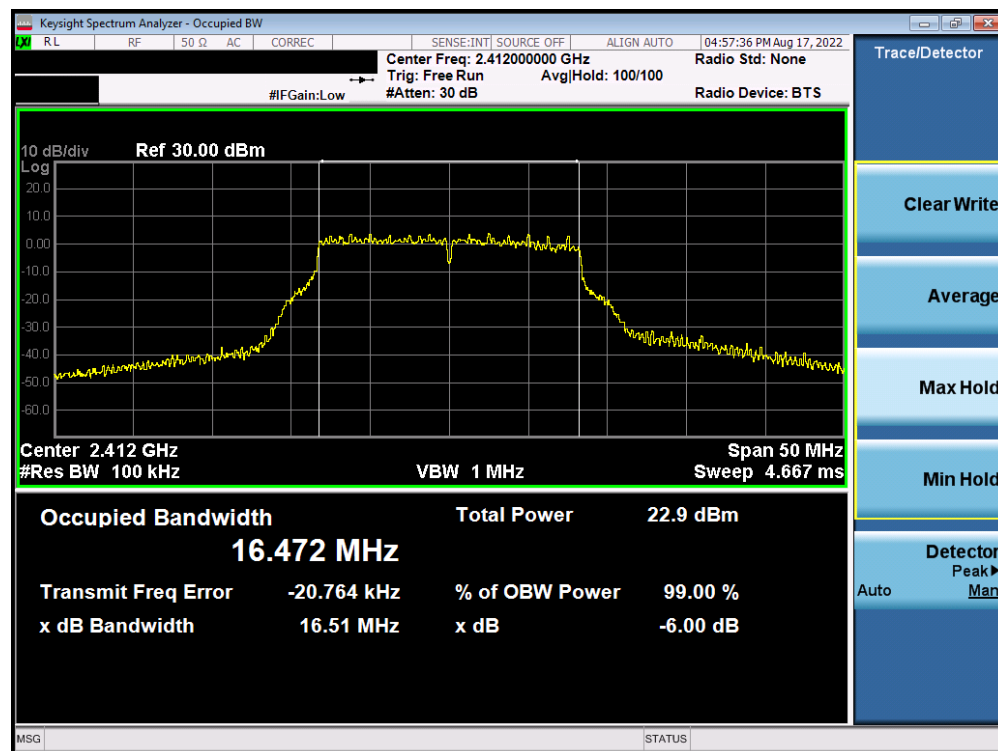 Keysight Spectrum Analyzer - Occupied BW
LXI RL RF 50 Ω AC CORREC SENSE:INT SOURCE OFF ALIGN AUTO 04:57:36 PM Aug 17, 2022
Center Freq: 2.412000000 GHz Radio Std: None
Trig: Free Run Avg|Hold: 100/100
#IFGain:Low #Atten: 30 dB Radio Device: BTS
10 dB/div Ref 30.00 dBm
Log
20.0
10.0
0.00
-10.0
-20.0
-30.0
-40.0
-50.0
-60.0
Center 2.412 GHz Span 50 MHz
#Res BW 100 kHz VBW 1 MHz Sweep 4.667 ms
Occupied Bandwidth Total Power 22.9 dBm
16.472 MHz
Transmit Freq Error -20.764 kHz % of OBW Power 99.00 %
x dB Bandwidth 16.51 MHz x dB -6.00 dB
MSG STATUS
Trace/Detector
Clear Write
Average
Max Hold
Min Hold
Detector
Peak▶
Auto Man